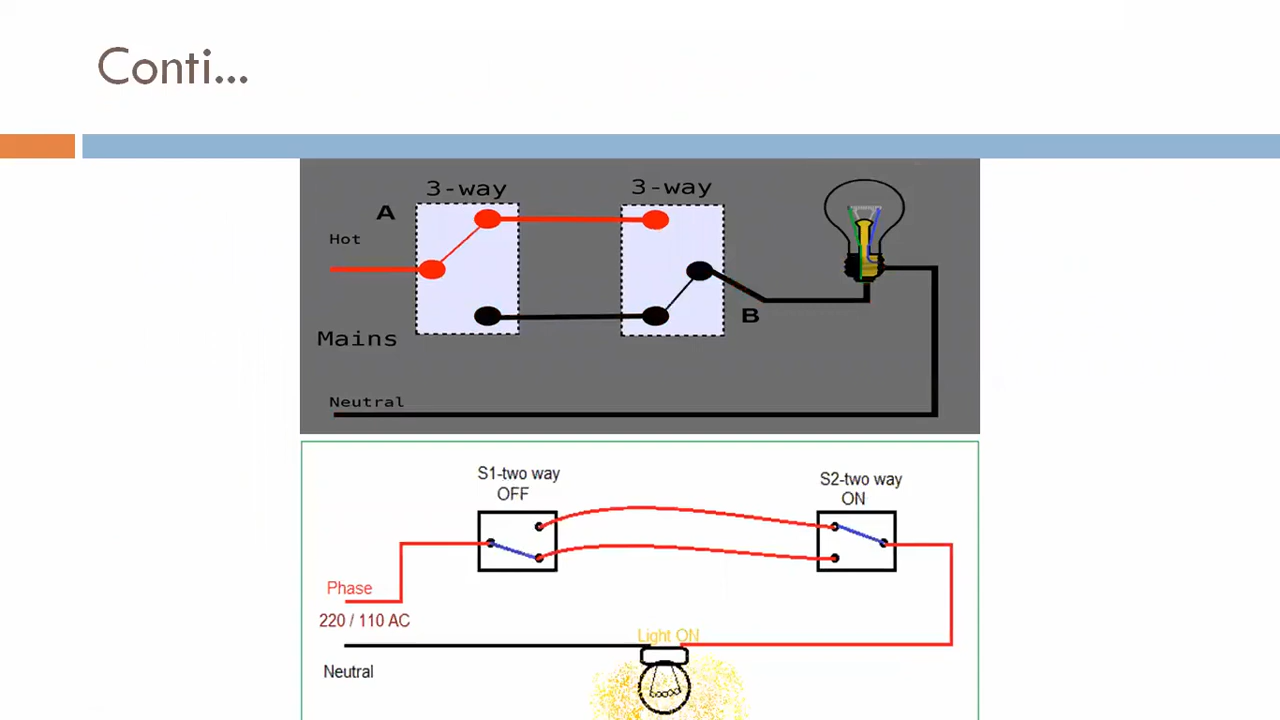 Conti...
3-way
3-way
A
Hot
B
Mains
Neutral
S1-two way
OFF
S2-two way
ON
Phase
220 / 110 AC
Light ON
Neutral